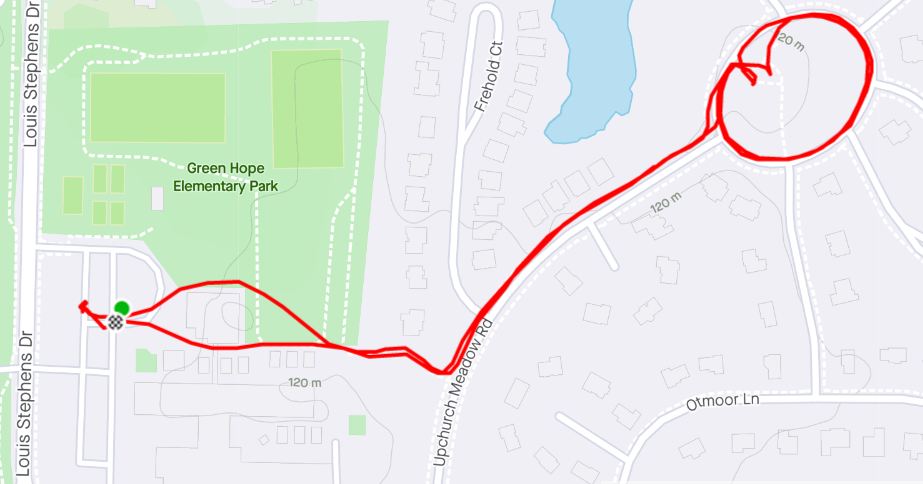 Louis Stephens Dr
Frehold Ct
20 m
Green Hope
Elementary Park
120 m
Upchurch Meadow Rd
120 m
Otmoor Ln
Louis Stephens Dr